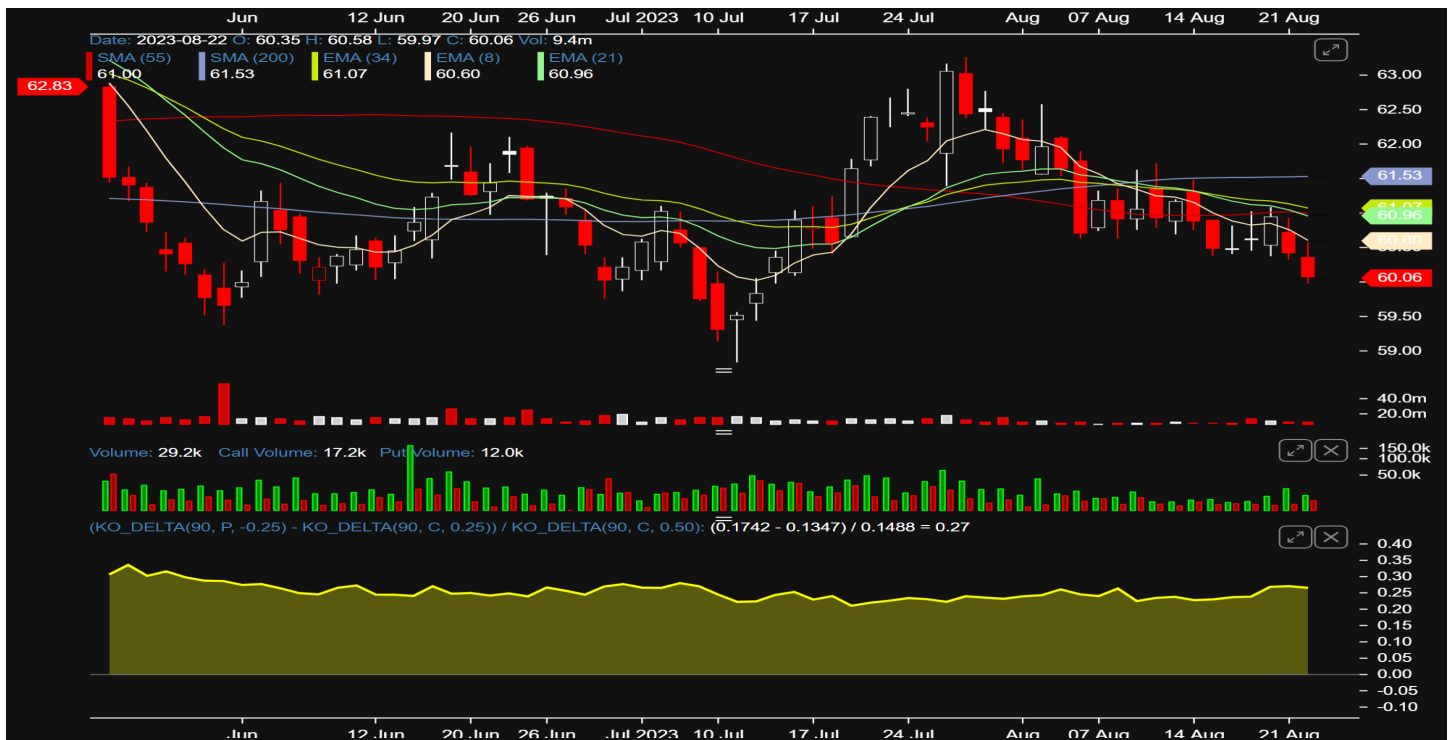 Jun 12 Jun 20 Jun 26 Jun Jul 2023 10 Jul 17 Jul 24 Jul Aug 07 Aug 14 Aug 21 Aug
Date: 2023-08-22 O: 60.35 H: 60.58 L: 59.97 C: 60.06 Vol: 9.4m
SMA (55) SMA (200) EMA (34) EMA (8) EMA (21)
61.00 61.53 61.07 60.60 60.96
62.83
63.00
62.50
62.00
61.53
61.07
60.96
60.60
60.06
59.50
59.00
40.0m
20.0m
Volume: 29.2k Call Volume: 17.2k Put Volume: 12.0k
150.0k
100.0k
50.0k
(KO_DELTA(90, P, -0.25) - KO_DELTA(90, C, 0.25)) / KO_DELTA(90, C, 0.50): (0.1742 - 0.1347) / 0.1488 = 0.27
0.40
0.35
0.30
0.25
0.20
0.15
0.10
0.05
0.00
-0.05
-0.10
Jun 12 Jun 20 Jun 26 Jun Jul 2023 10 Jul 17 Jul 24 Jul Aug 07 Aug 14 Aug 21 Aug